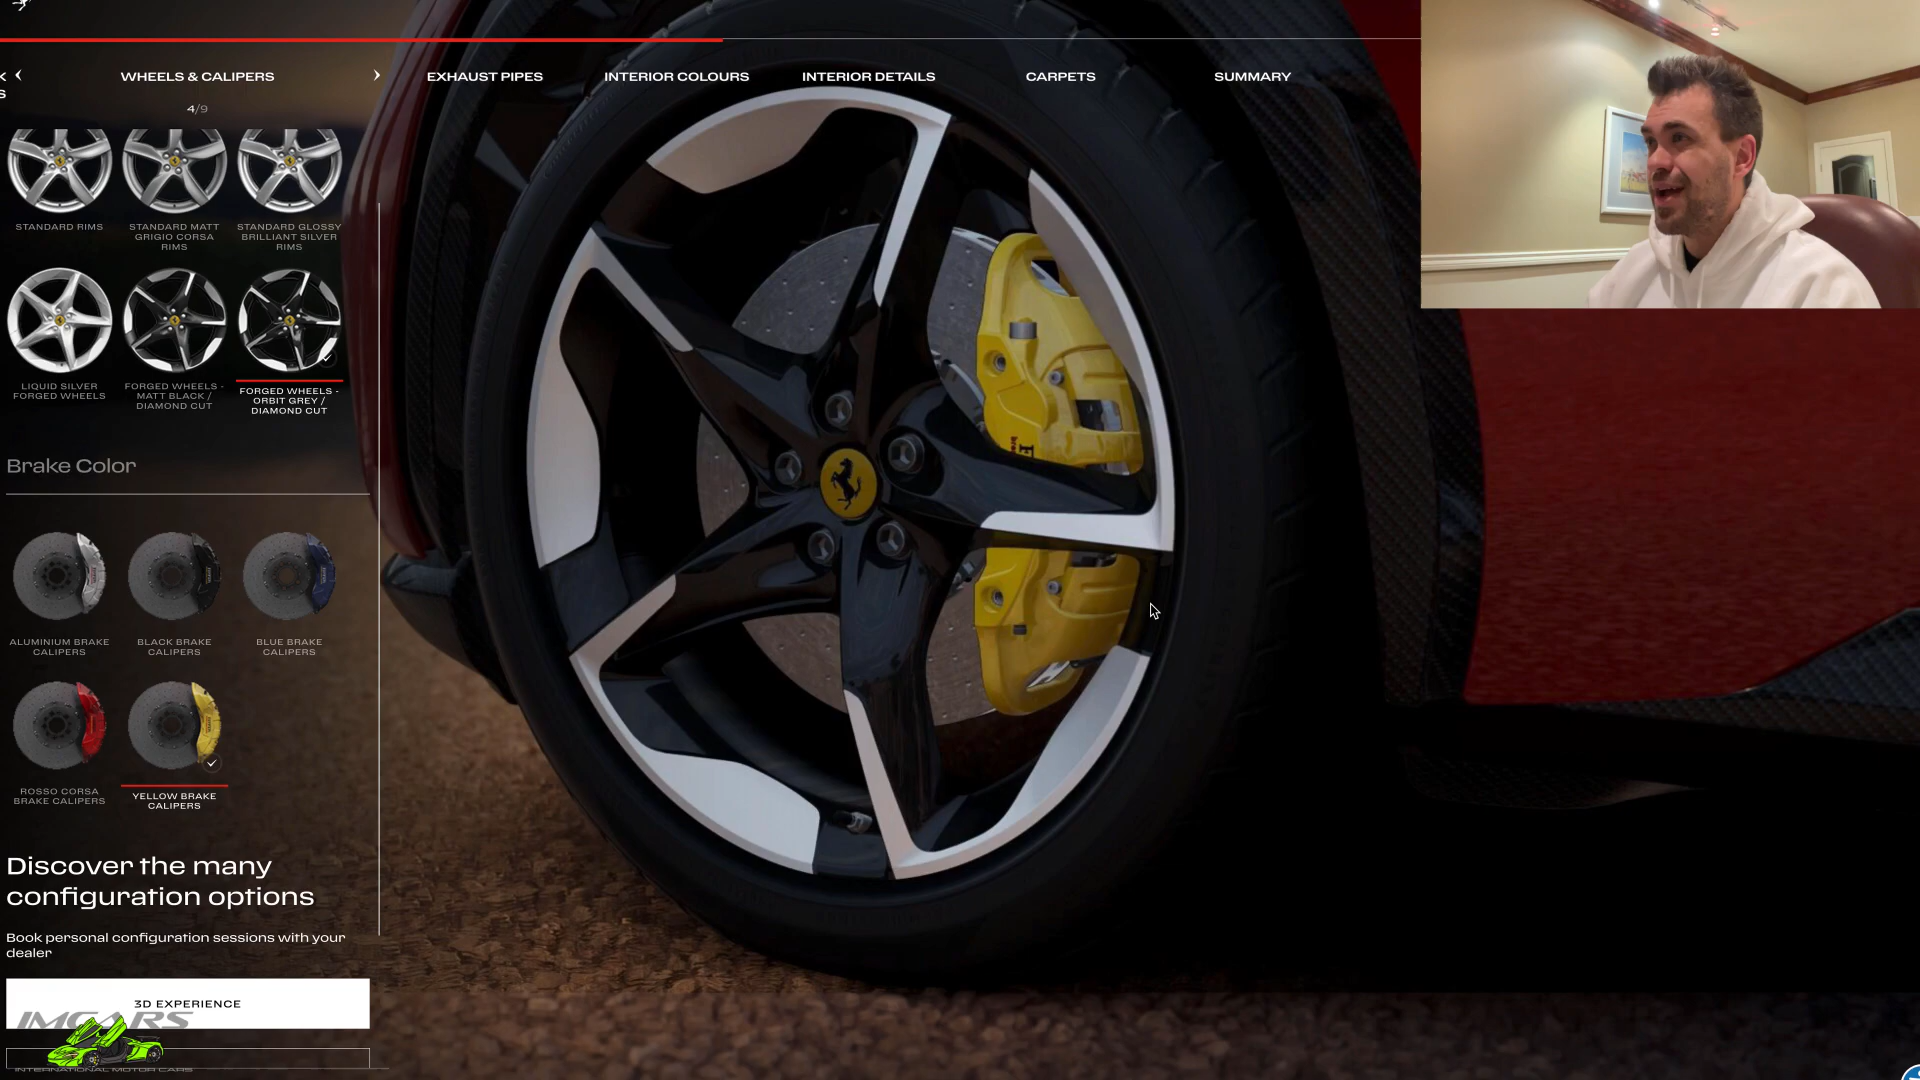 WHEELS & CALIPERS
EXHAUST PIPES
INTERIOR COLOURS
INTERIOR DETAILS
CARPETS
SUMMARY
4/9
STANDARD RIMS
STANDARD MATT
GRIGIO CORSA
RIMS
STANDARD GLOSSY
BRILLIANT SILVER
RIMS
LIQUID SILVER
FORGED WHEELS
FORGED WHEELS -
MATT BLACK /
DIAMOND CUT
FORGED WHEELS -
ORBIT GREY /
DIAMOND CUT
Brake Color
ALUMINIUM BRAKE
CALIPERS
BLACK BRAKE
CALIPERS
BLUE BRAKE
CALIPERS
ROSSO CORSA
BRAKE CALIPERS
YELLOW BRAKE
CALIPERS
Discover the many
configuration options
Book personal configuration sessions with your
dealer
3D EXPERIENCE
IMCARS
INTERNATIONAL MOTOR CARS